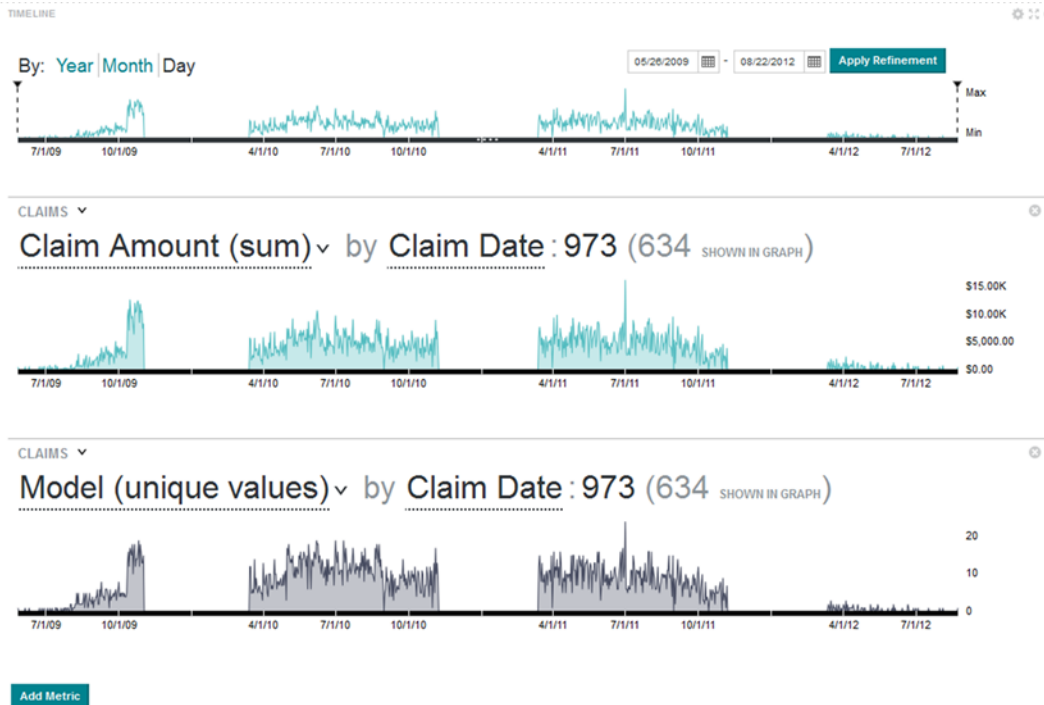 TIMELINE
By: Year Month Day
05/26/2009 - 08/22/2012 Apply Refinement
Max
Min
7/1/09 10/1/09 4/1/10 7/1/10 10/1/10 4/1/11 7/1/11 10/1/11 4/1/12 7/1/12
CLAIMS
Claim Amount (sum) by Claim Date : 973 (634 SHOWN IN GRAPH)
$15.00K
$10.00K
$5,000.00
$0.00
7/1/09 10/1/09 4/1/10 7/1/10 10/1/10 4/1/11 7/1/11 10/1/11 4/1/12 7/1/12
CLAIMS
Model (unique values) by Claim Date : 973 (634 SHOWN IN GRAPH)
20
10
0
7/1/09 10/1/09 4/1/10 7/1/10 10/1/10 4/1/11 7/1/11 10/1/11 4/1/12 7/1/12
Add Metric